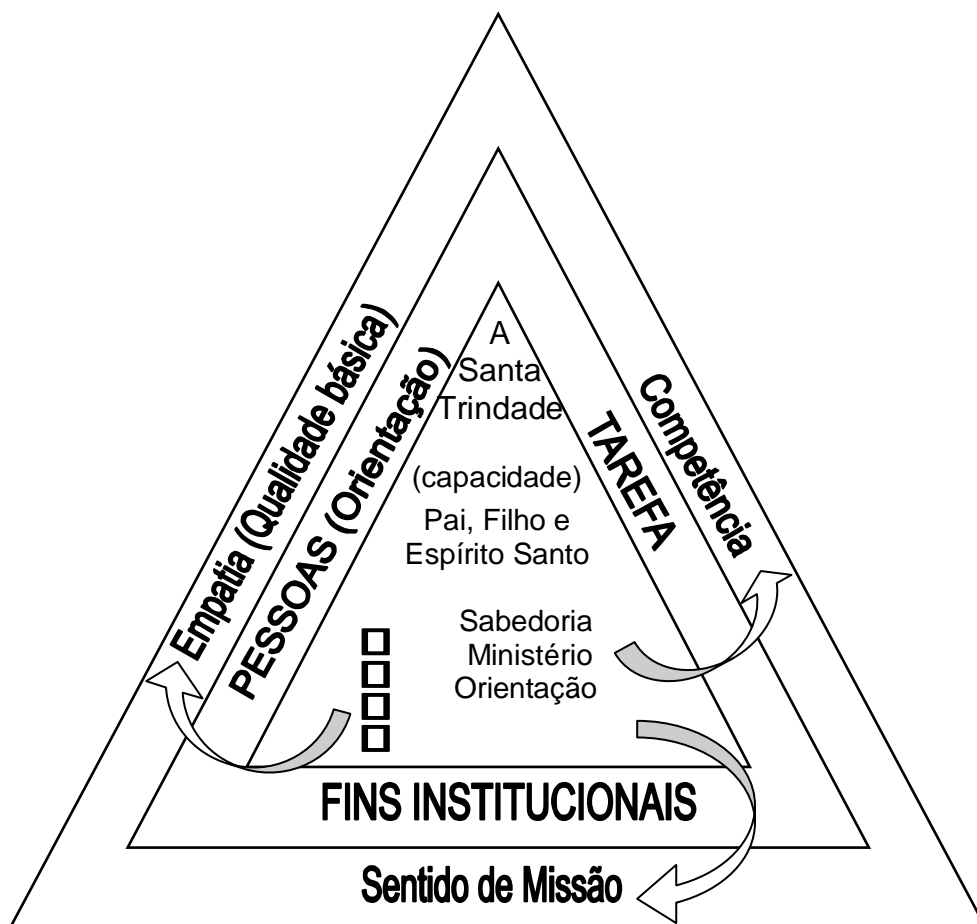 Empatia (Qualidade básica)
PESSOAS (Orientação)
A
Santa
Trindade
(capacidade)
Pai, Filho e
Espírito Santo
Sabedoria
Ministério
Orientação
TAREFA
Competência
FINS INSTITUCIONAIS
Sentido de Missão